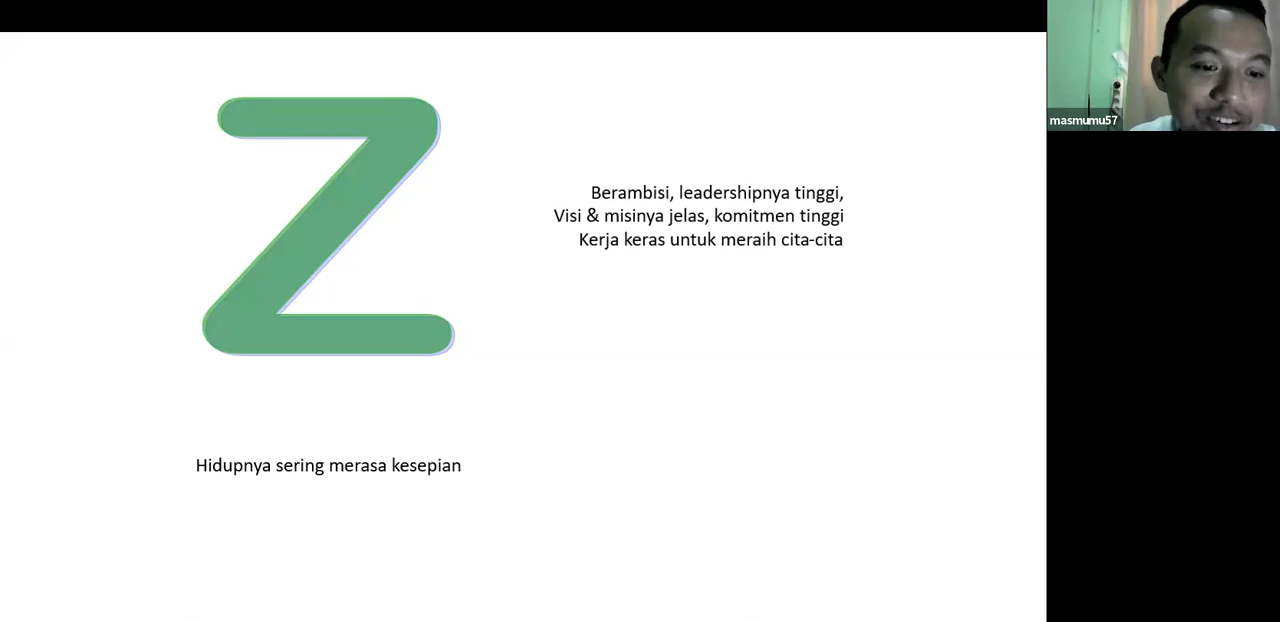 Z
Berambisi, leadershipnya tinggi,
Visi & misinya jelas, komitmen tinggi
Kerja keras untuk meraih cita-cita
Hidupnya sering merasa kesepian
masmumu57